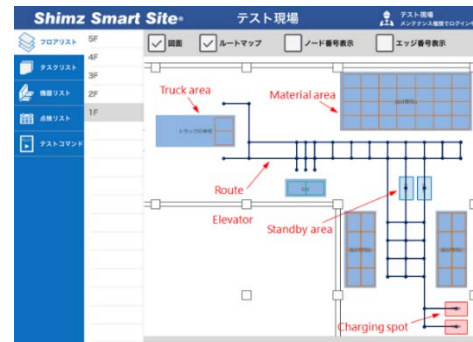 Shimz Smart Site
テスト現場
テスト現場
メンテナンス権限でログイン中
フロアリスト
タスクリスト
機器リスト
点検リスト
テストコマンド
5F
4F
3F
2F
1F
図面
ルートマップ
ノード番号表示
エッジ番号表示
Truck area
Material area
Route
Elevator
Standby area
Charging spot